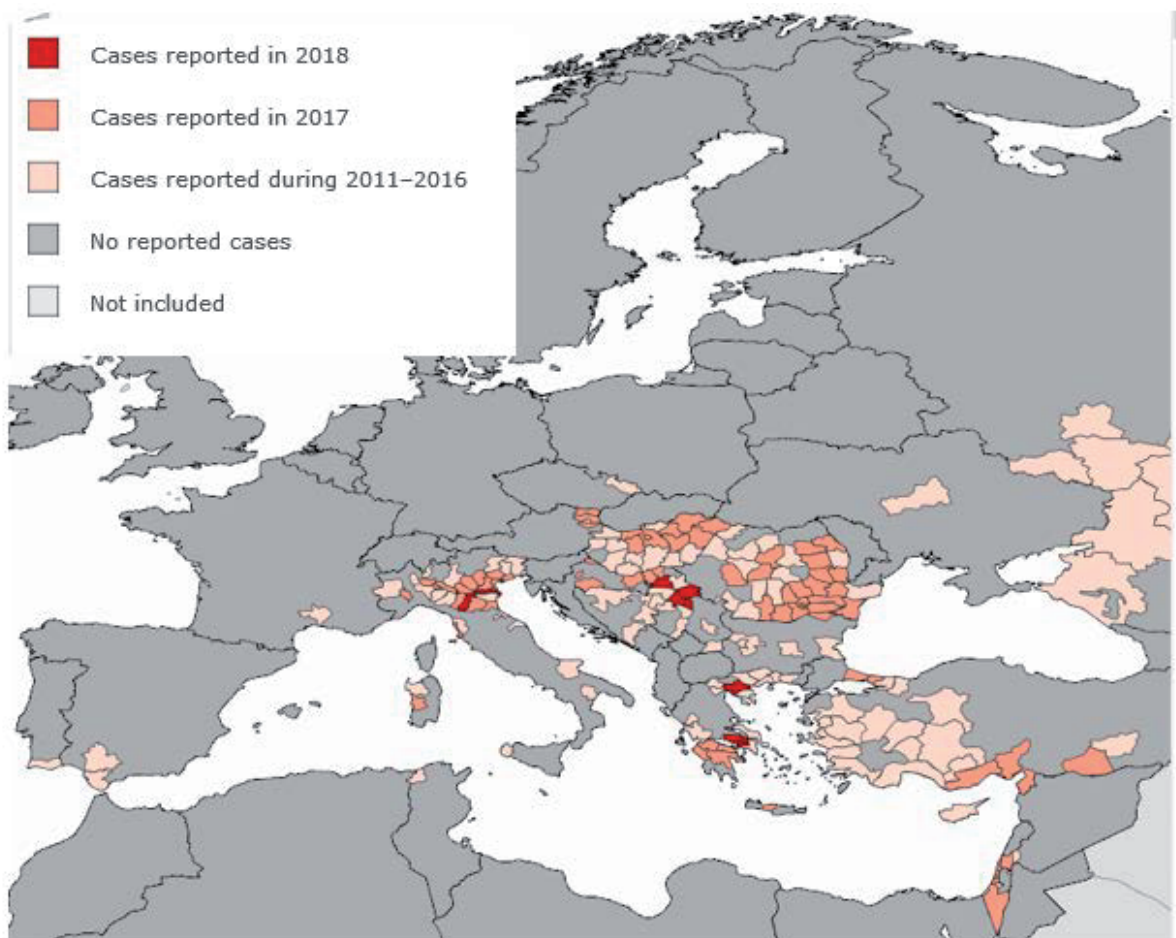 Cases reported in 2018
Cases reported in 2017
Cases reported during 2011–2016
No reported cases
Not included